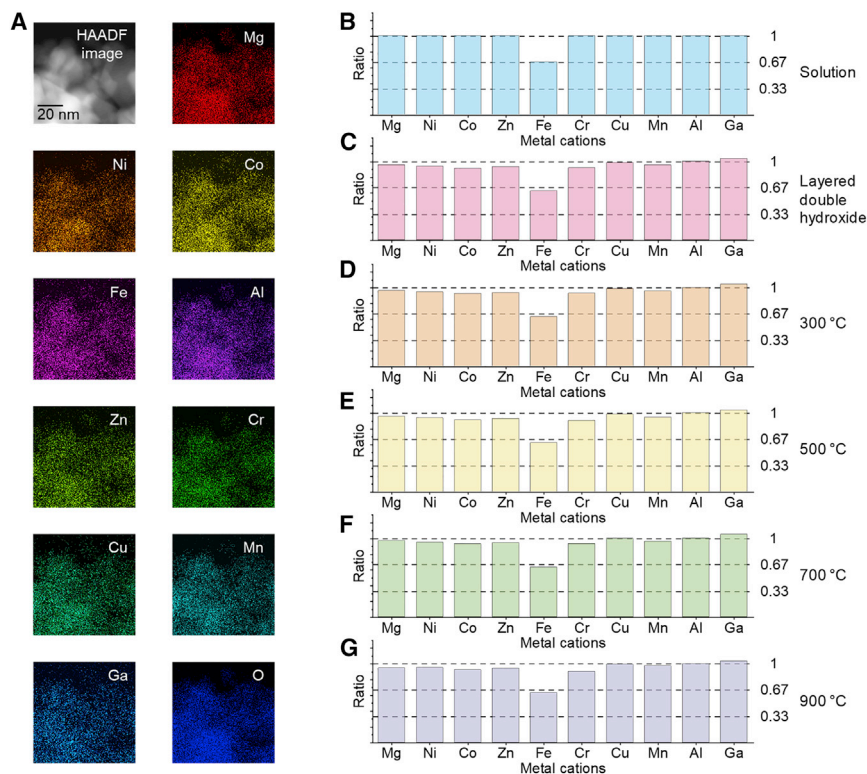 A
HAADF
image
20 nm
Mg
Ni
Co
Fe
Al
Zn
Cr
Cu
Mn
Ga
O
B
Ratio
1
0.67
0.33
Solution
Mg Ni Co Zn Fe Cr Cu Mn Al Ga
Metal cations
C
Ratio
1
0.67
0.33
Layered
double
hydroxide
Mg Ni Co Zn Fe Cr Cu Mn Al Ga
Metal cations
D
Ratio
1
0.67
0.33
300 °C
Mg Ni Co Zn Fe Cr Cu Mn Al Ga
Metal cations
E
Ratio
1
0.67
0.33
500 °C
Mg Ni Co Zn Fe Cr Cu Mn Al Ga
Metal cations
F
Ratio
1
0.67
0.33
700 °C
Mg Ni Co Zn Fe Cr Cu Mn Al Ga
Metal cations
G
Ratio
1
0.67
0.33
900 °C
Mg Ni Co Zn Fe Cr Cu Mn Al Ga
Metal cations